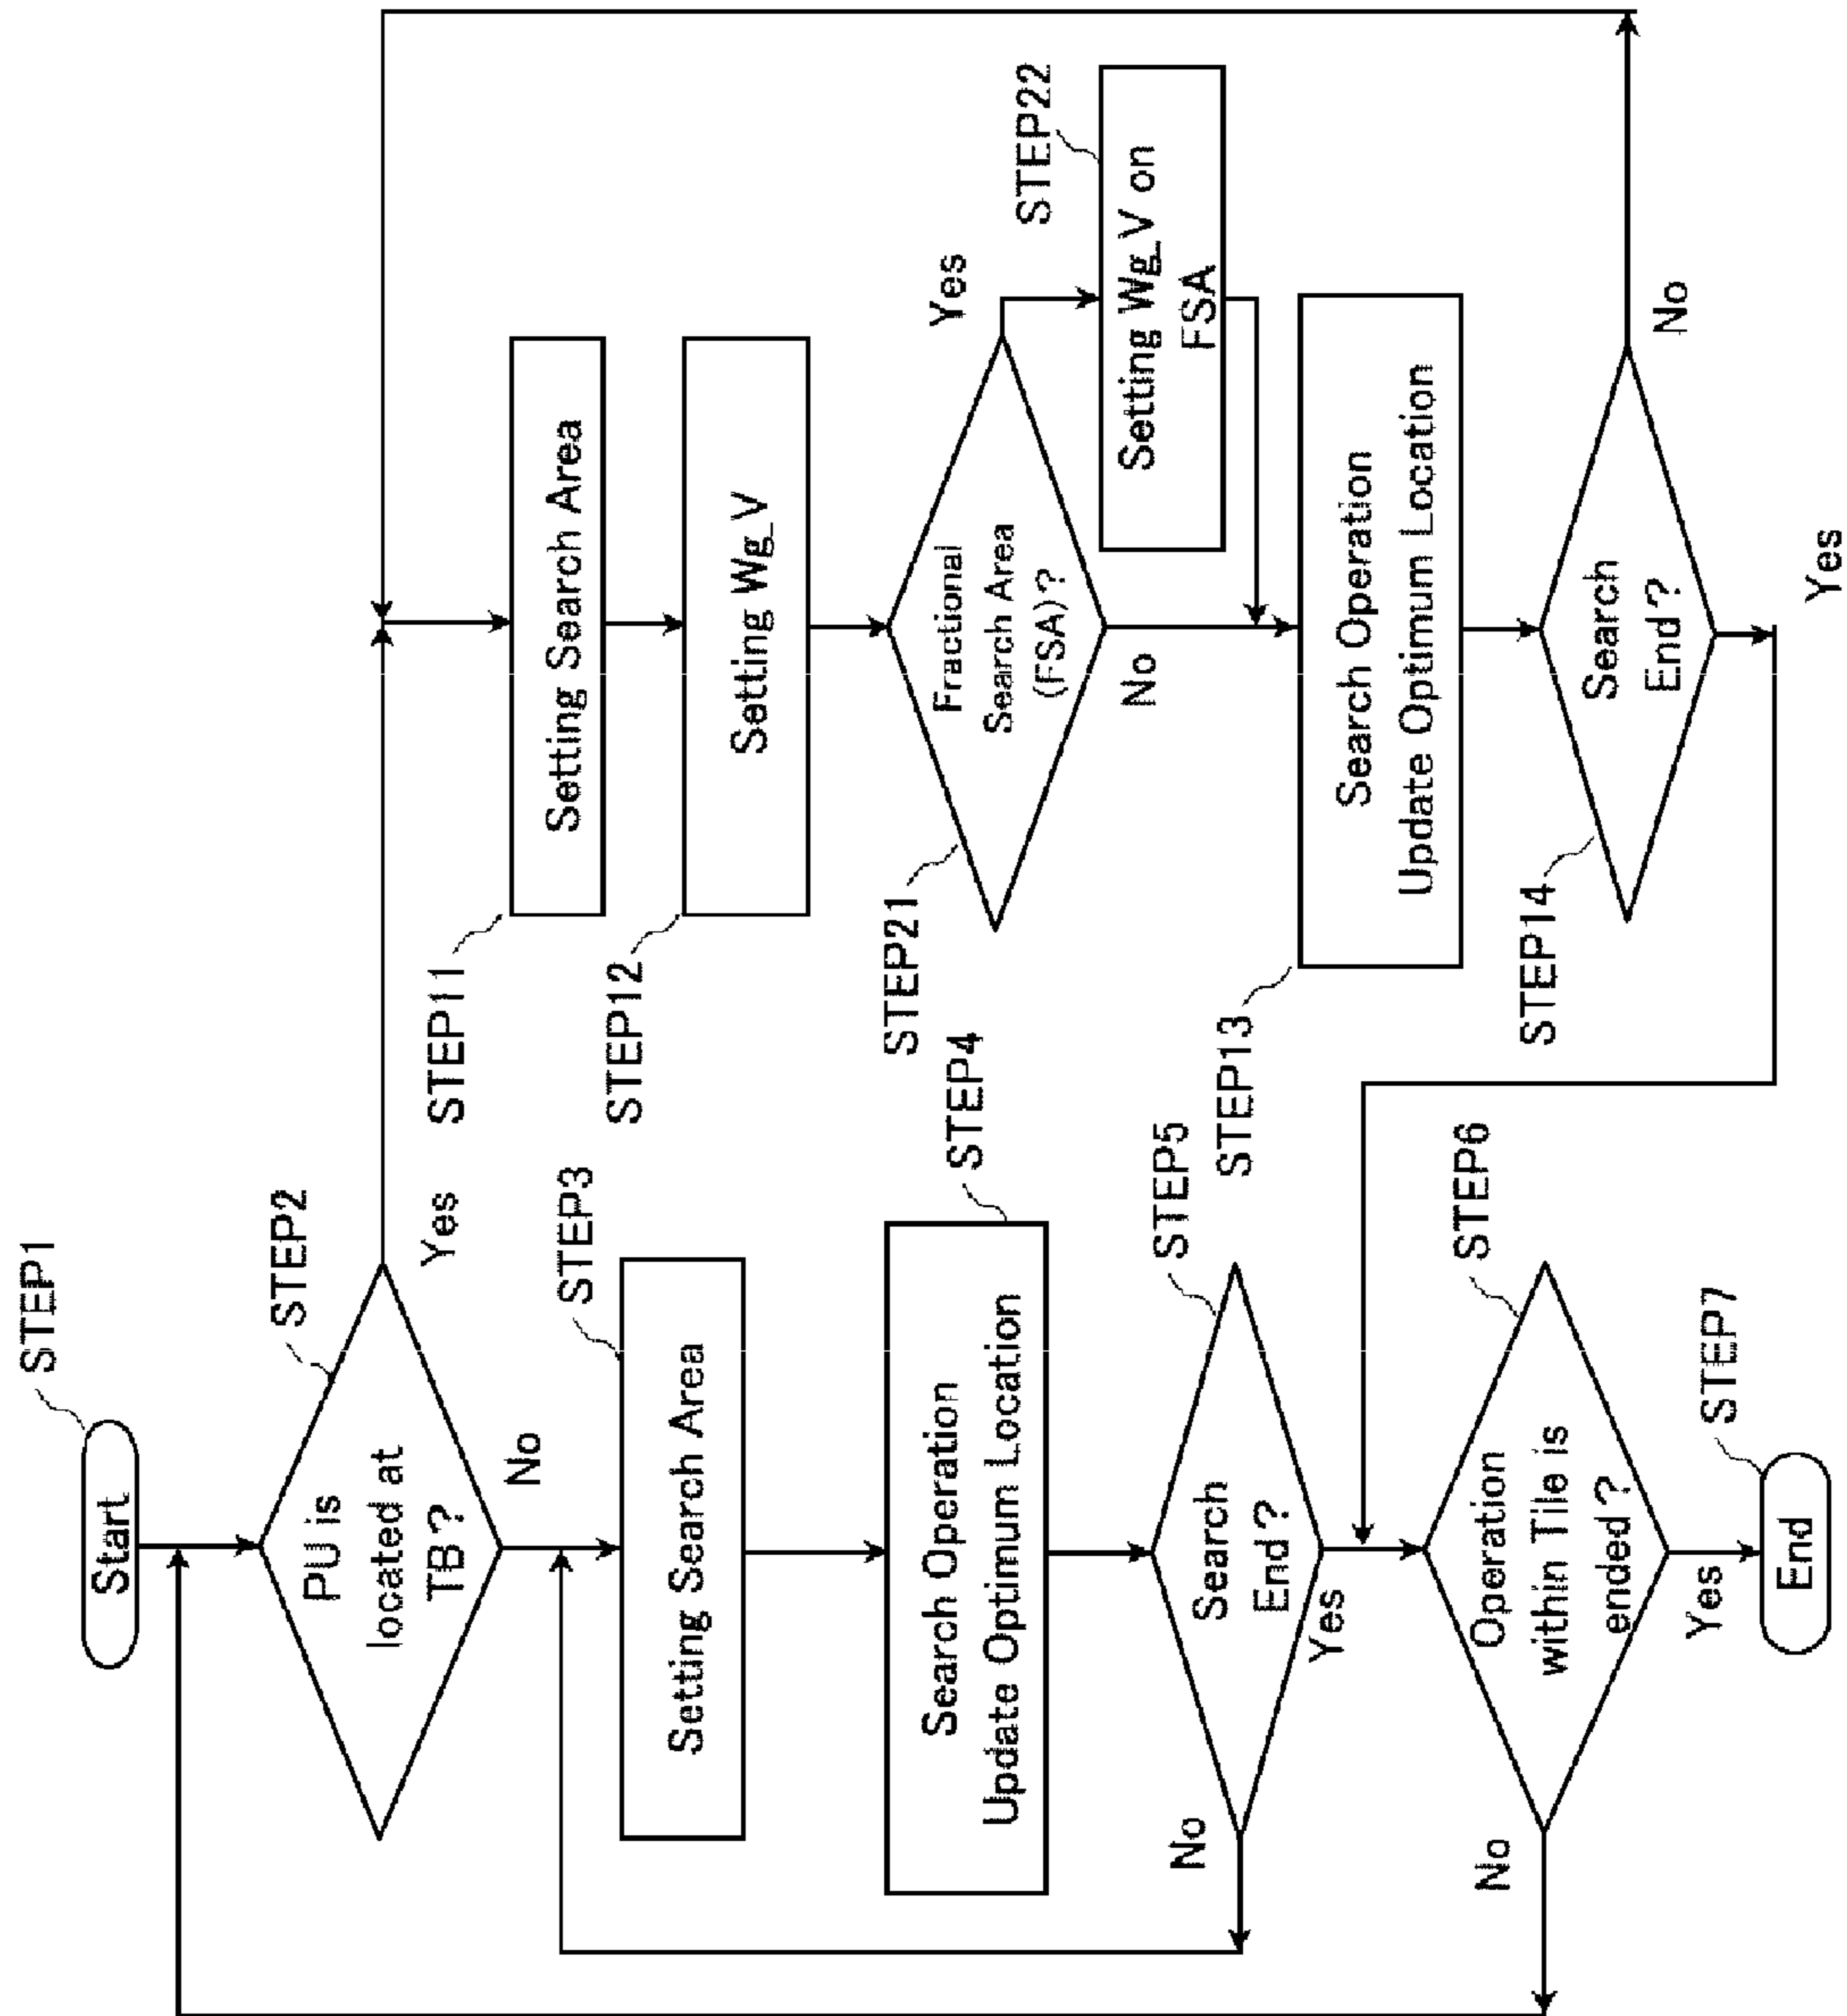 STEP1
Start
STEP2
PU is
located at
TB?
Yes
No
STEP3
Setting Search Area
STEP4
Search Operation
Update Optimum Location
STEP5
Search
End?
No
Yes
STEP6
Operation
within Tile is
ended?
No
Yes
STEP7
End
STEP11
Setting Search Area
STEP12
Setting Wg_V
STEP21
Fractional
Search Area
(FSA)?
Yes
No
STEP22
Setting Wg_V on
FSA
STEP13
Search Operation
Update Optimum Location
STEP14
Search
End?
No
Yes